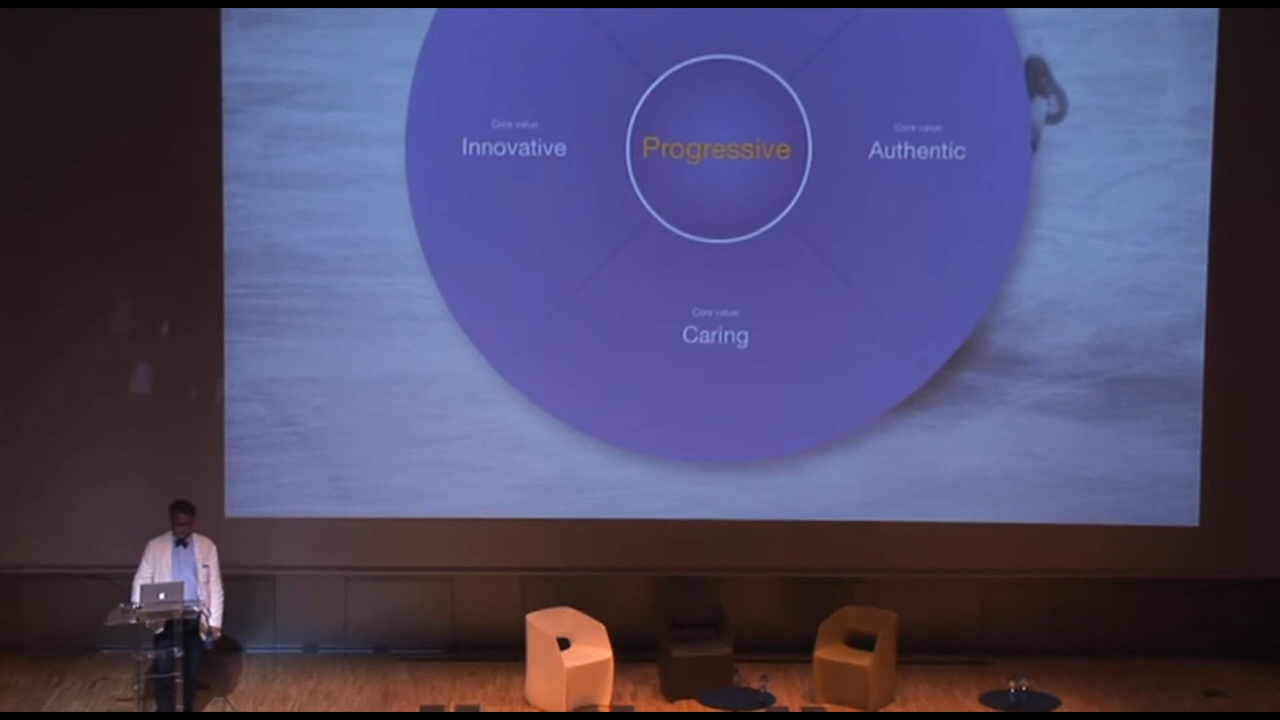 Core value
Innovative
Progressive
Core value
Authentic
Core value
Caring